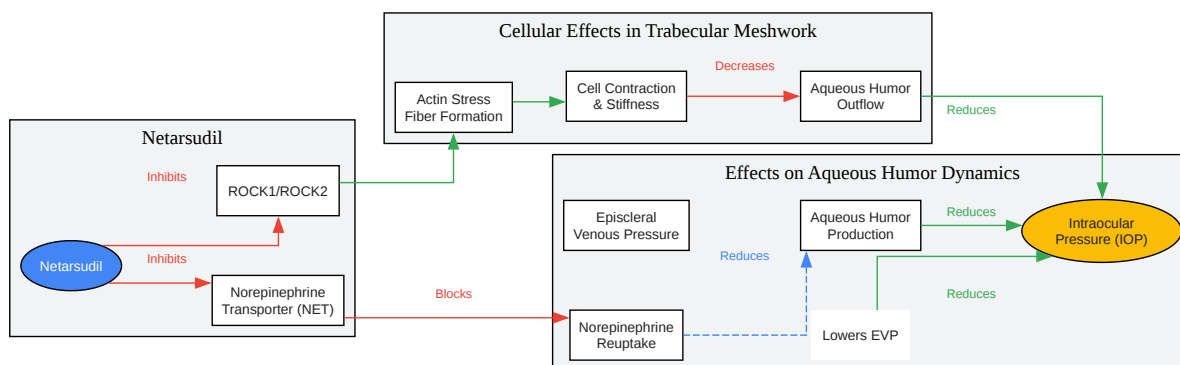 Cellular Effects in Trabecular Meshwork
Decreases
Actin Stress
Fiber Formation
Cell Contraction
& Stiffness
Aqueous Humor
Outflow
Reduces
Netarsudil
Inhibits
ROCK1/ROCK2
Netarsudil
Inhibits
Norepinephrine
Transporter (NET)
Blocks
Effects on Aqueous Humor Dynamics
Episcleral
Venous Pressure
Aqueous Humor
Production
Reduces
Intraocular
Pressure (IOP)
Reduces
Reduces
Norepinephrine
Reuptake
Lowers EVP